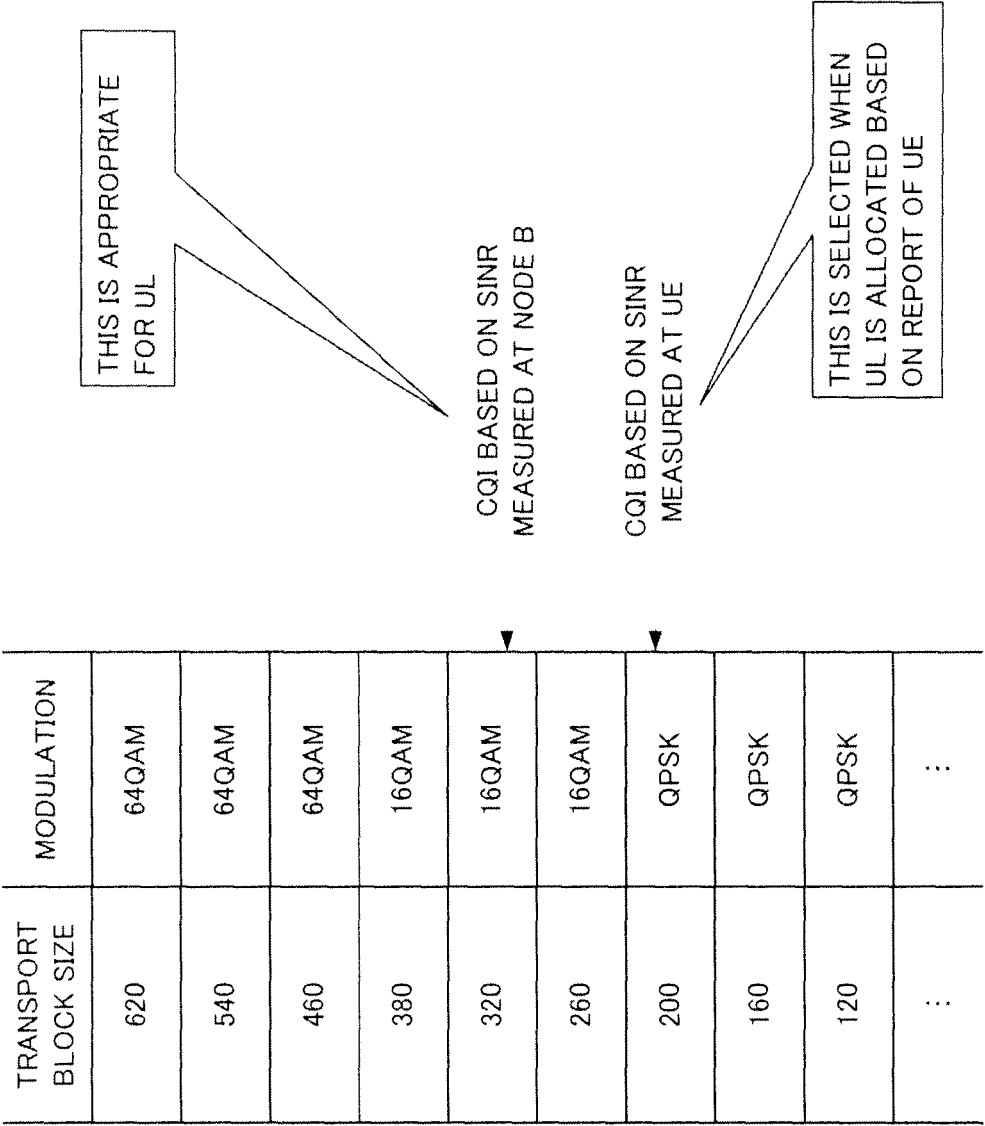 TRANSPORT
BLOCK SIZE
MODULATION
620
64QAM
540
64QAM
460
64QAM
380
16QAM
320
16QAM
260
16QAM
200
QPSK
160
QPSK
120
QPSK
...
...
CQI BASED ON SINR
MEASURED AT NODE B
CQI BASED ON SINR
MEASURED AT UE
THIS IS APPROPRIATE
FOR UL
THIS IS SELECTED WHEN
UL IS ALLOCATED BASED
ON REPORT OF UE